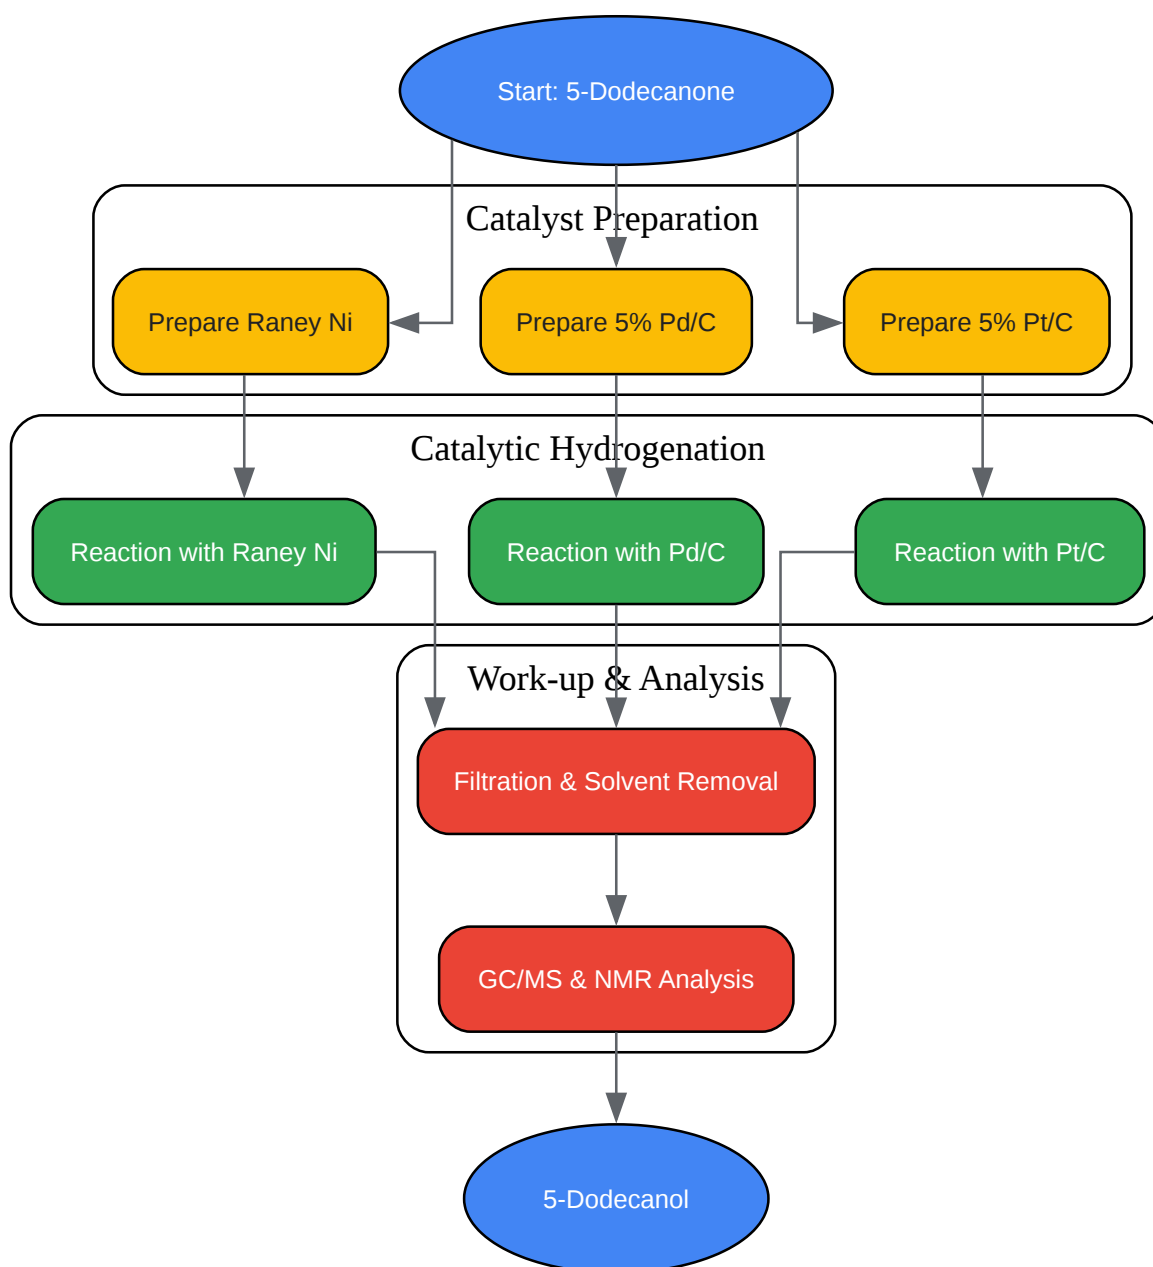 Start: 5-Dodecanone
Catalyst Preparation
Prepare Raney Ni
Prepare 5% Pd/C
Prepare 5% Pt/C
Catalytic Hydrogenation
Reaction with Raney Ni
Reaction with Pd/C
Reaction with Pt/C
Work-up & Analysis
Filtration & Solvent Removal
GC/MS & NMR Analysis
5-Dodecanol